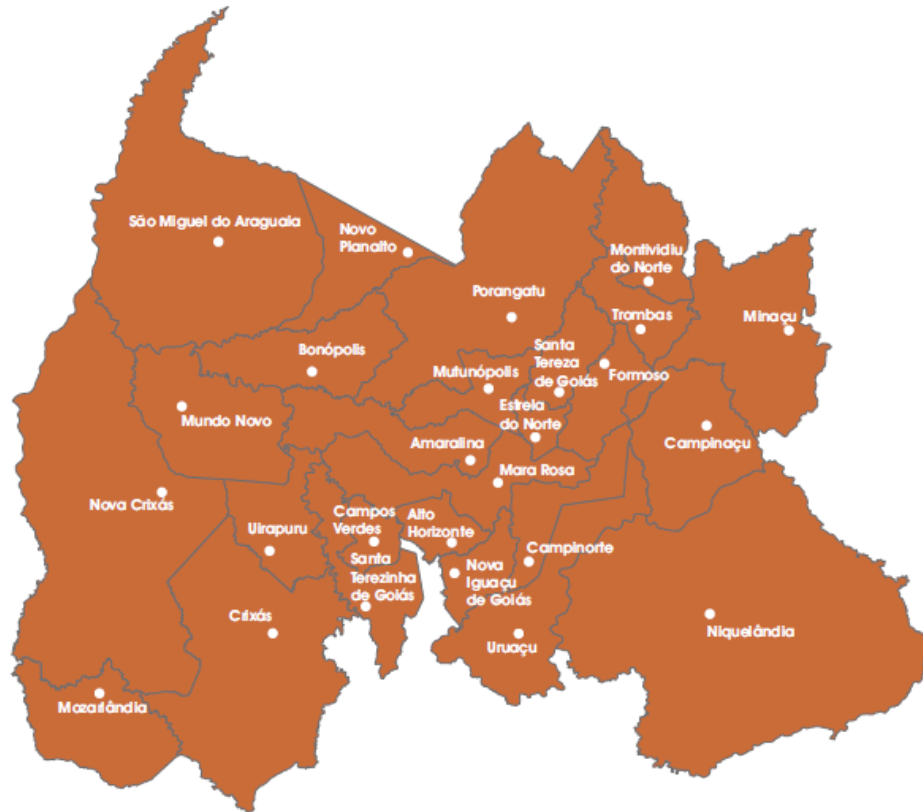 São Miguel do Araguaia
Novo
Planalto
Montividiu
do Norte
Porangatu
Trombas
Minaçu
Santa
Tereza
de Goiás
Bonópolis
Mutunópolis
Formoso
Estrela
do Norte
Mundo Novo
Amaralina
Campinaçu
Mara Rosa
Nova Crixás
Campos
Verdes
Alto
Horizonte
Uirapuru
Santa
Terezinha
de Goiás
Campinorte
Nova
Iguaçu
de Goiás
Crixás
Uruaçu
Niquelândia
Mozarlândia